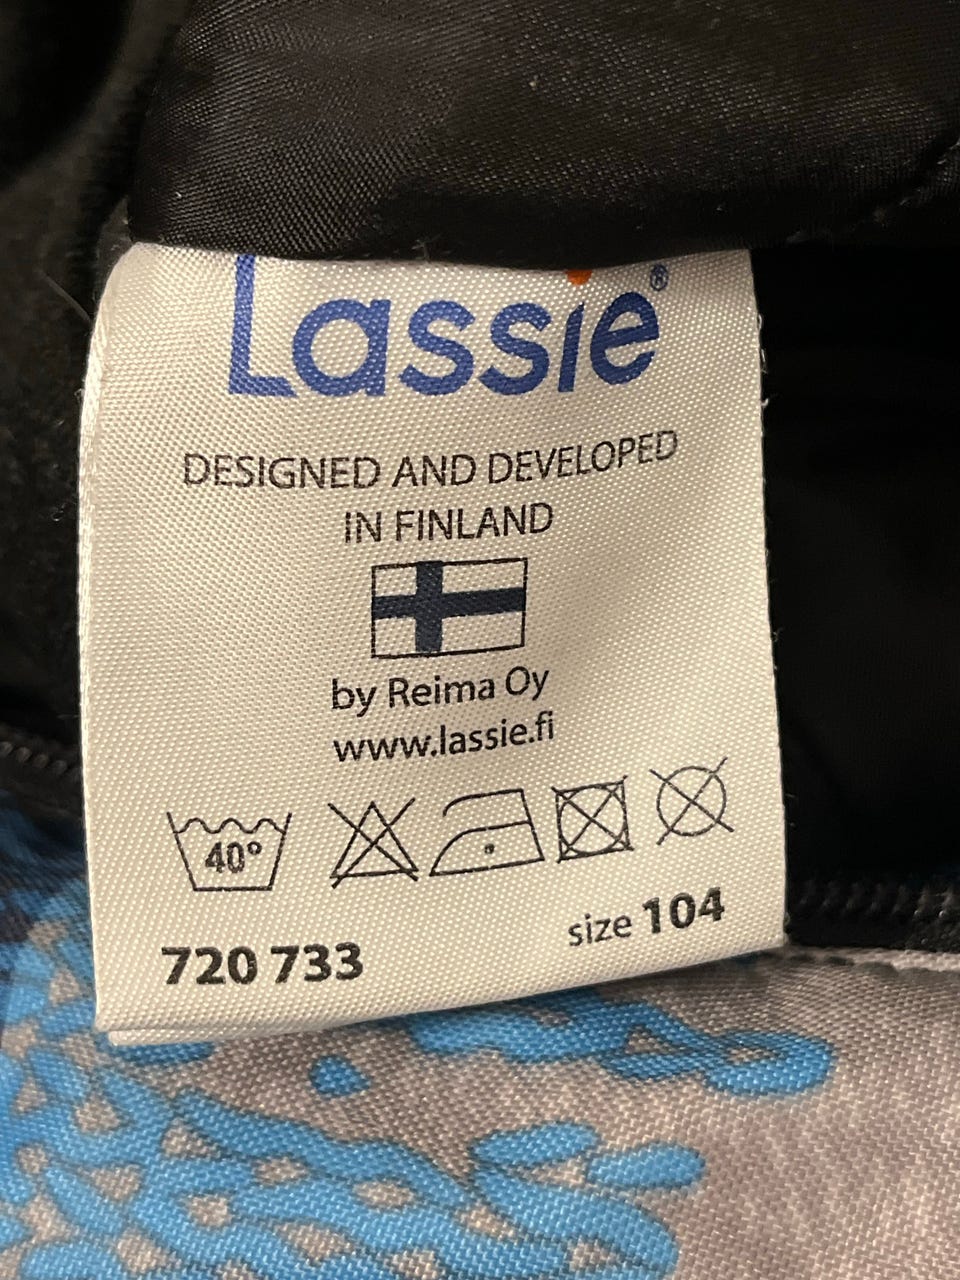 Lassie®
DESIGNED AND DEVELOPED
IN FINLAND
by Reima Oy
www.lassie.fi
40°
720 733 size 104